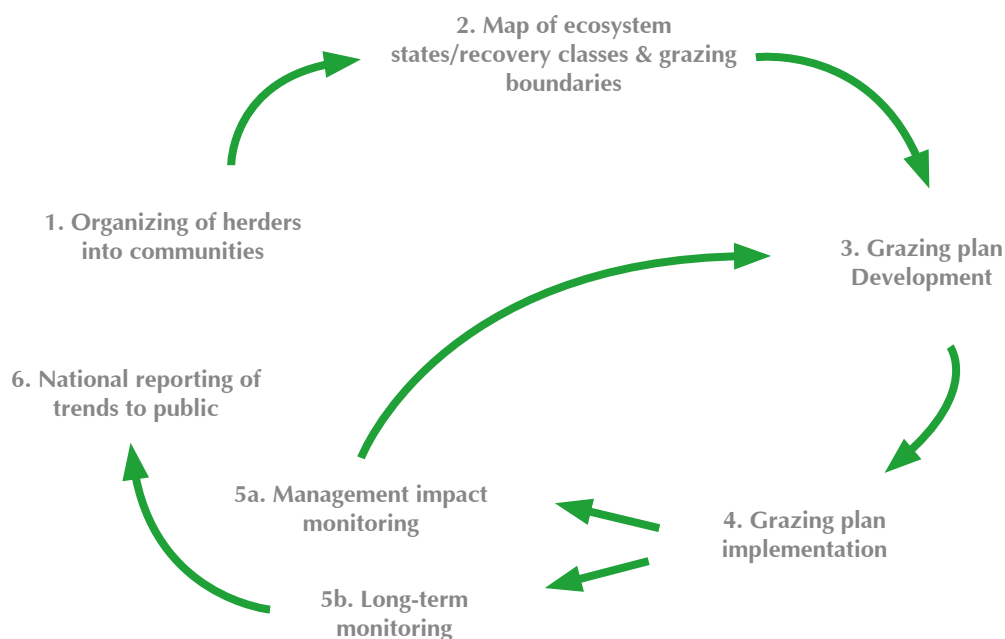 2. Map of ecosystem
states/recovery classes & grazing
boundaries
1. Organizing of herders
into communities
3. Grazing plan
Development
6. National reporting of
trends to public
5a. Management impact
monitoring
4. Grazing plan
implementation
5b. Long-term
monitoring